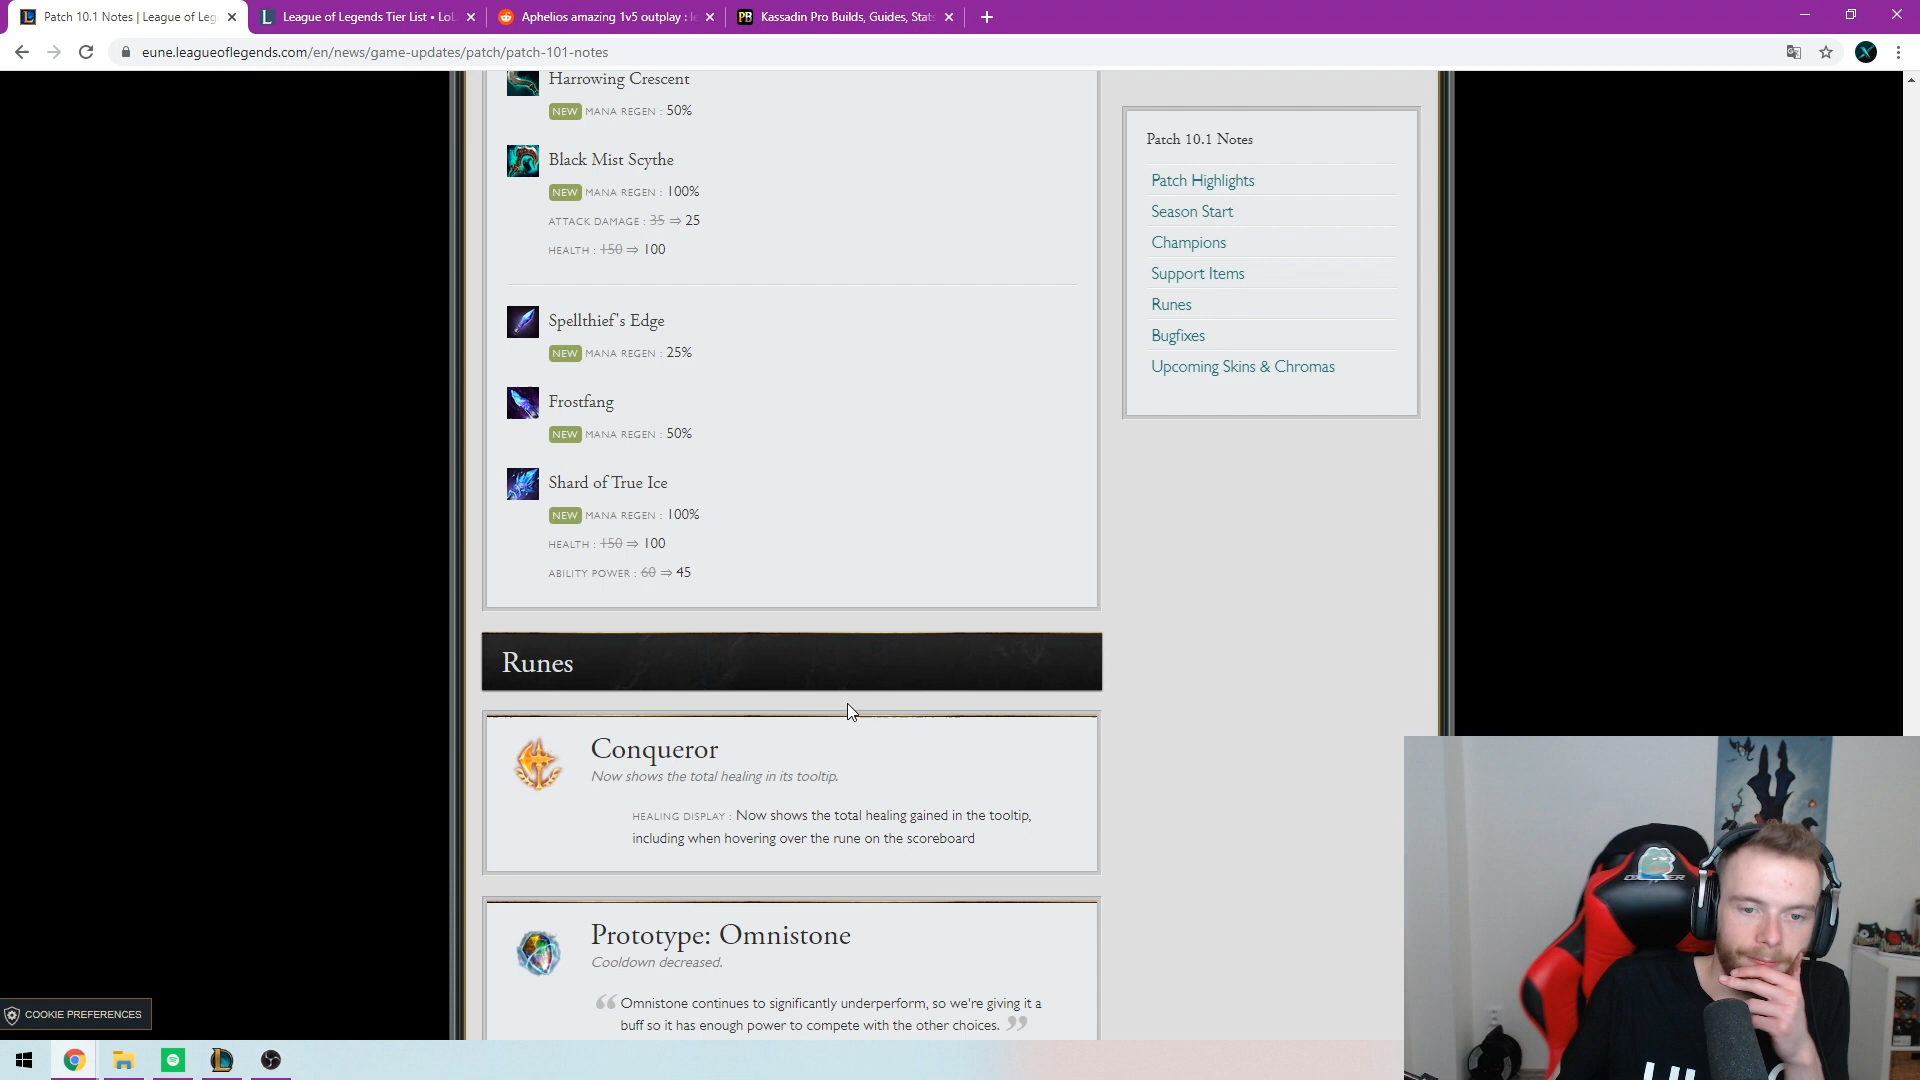 Patch 10.1 Notes | League of Leg
League of Legends Tier List • LoL
Aphelios amazing 1v5 outplay : le
Kassadin Pro Builds, Guides, Stats
eune.leagueoflegends.com/en/news/game-updates/patch/patch-101-notes
Harrowing Crescent
NEW MANA REGEN : 50%
Black Mist Scythe
NEW MANA REGEN : 100%
ATTACK DAMAGE : 35 ⇒ 25
HEALTH : 150 ⇒ 100
Spellthief's Edge
NEW MANA REGEN : 25%
Frostfang
NEW MANA REGEN : 50%
Shard of True Ice
NEW MANA REGEN : 100%
HEALTH : 150 ⇒ 100
ABILITY POWER : 60 ⇒ 45
Runes
Conqueror
Now shows the total healing in its tooltip.
HEALING DISPLAY : Now shows the total healing gained in the tooltip,
including when hovering over the rune on the scoreboard
Prototype: Omnistone
Cooldown decreased.
“ Omnistone continues to significantly underperform, so we're giving it a
buff so it has enough power to compete with the other choices. ”
Patch 10.1 Notes
Patch Highlights
Season Start
Champions
Support Items
Runes
Bugfixes
Upcoming Skins & Chromas
COOKIE PREFERENCES